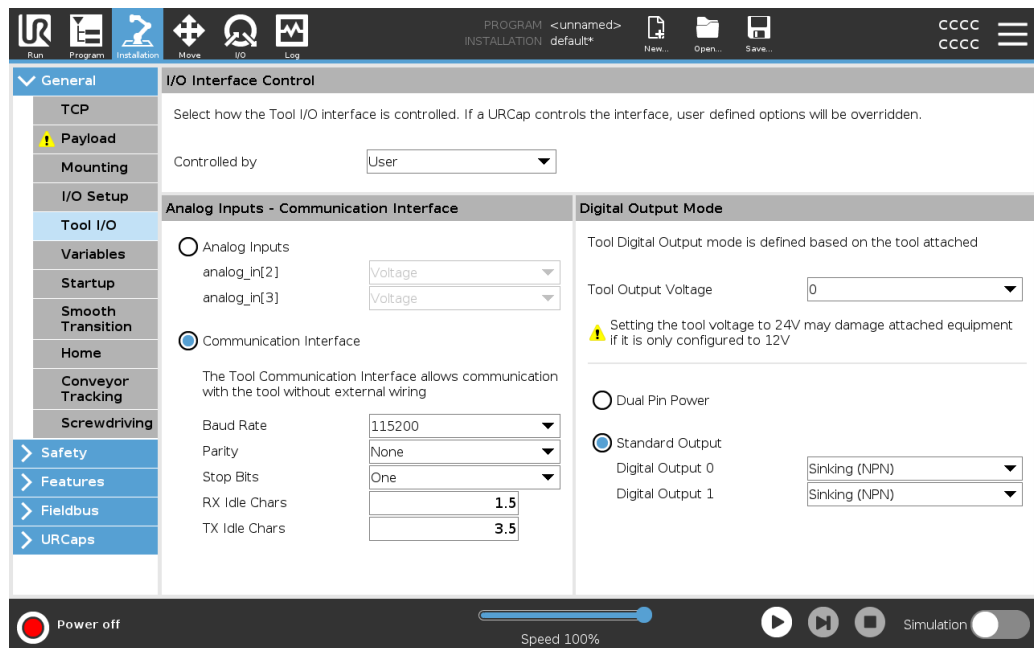 PROGRAM <unnamed>
INSTALLATION default*
CCCC
CCCC
Run
Program
Installation
Move
I/O
Log
New...
Open...
Save...
General
TCP
Payload
Mounting
I/O Setup
Tool I/O
Variables
Startup
Smooth
Transition
Home
Conveyor
Tracking
Screwdriving
Safety
Features
Fieldbus
URCaps
I/O Interface Control
Select how the Tool I/O interface is controlled. If a URCap controls the interface, user defined options will be overridden.
Controlled by User
Analog Inputs - Communication Interface
Analog Inputs
analog_in[2] Voltage
analog_in[3] Voltage
Communication Interface
The Tool Communication Interface allows communication
with the tool without external wiring
Baud Rate 115200
Parity None
Stop Bits One
RX Idle Chars 1.5
TX Idle Chars 3.5
Digital Output Mode
Tool Digital Output mode is defined based on the tool attached
Tool Output Voltage 0
Setting the tool voltage to 24V may damage attached equipment
if it is only configured to 12V
Dual Pin Power
Standard Output
Digital Output 0 Sinking (NPN)
Digital Output 1 Sinking (NPN)
Power off
Speed 100%
Simulation